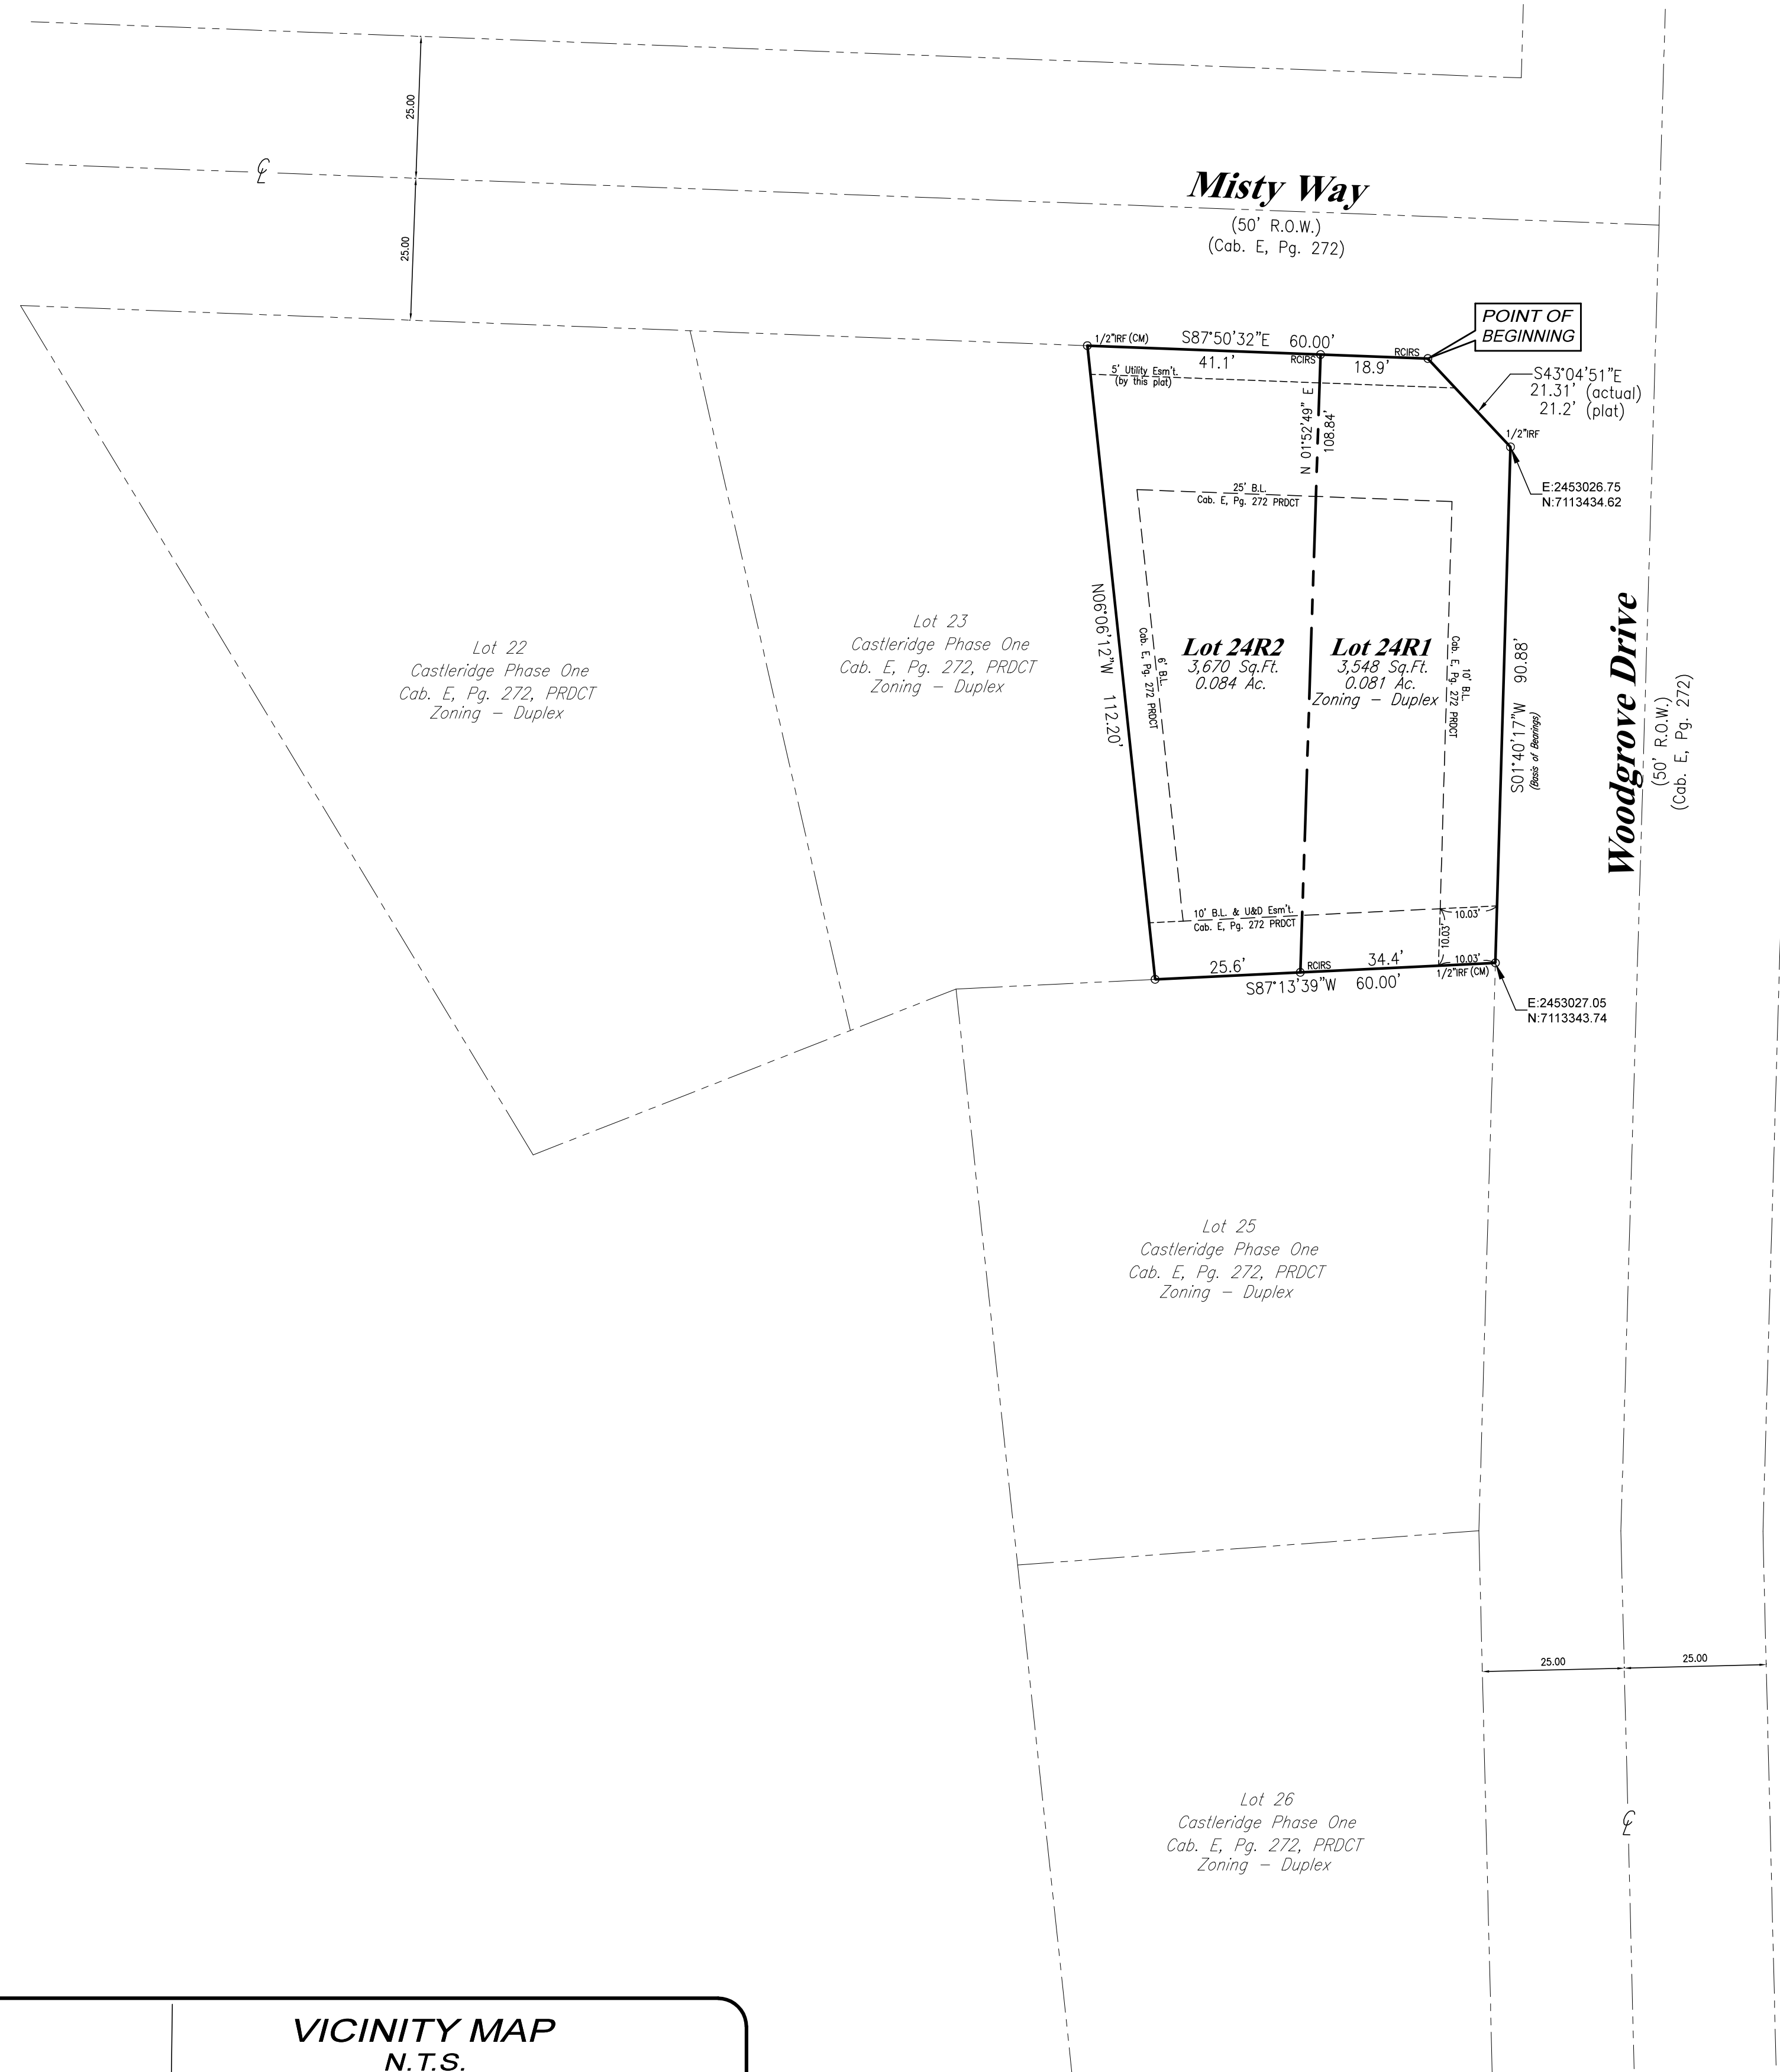 25.00
25.00
℄
Misty Way
(50' R.O.W.)
(Cab. E, Pg. 272)
POINT OF
BEGINNING
1/2"IRF (CM)
S87°50'32"E 60.00'
41.1'
RCIRS
18.9'
RCIRS
5' Utility Esm't.
(by this plat)
S43°04'51"E
21.31' (actual)
21.2' (plat)
1/2"IRF
N 01°52'49" E
108.84'
E:2453026.75
N:7113434.62
25' B.L.
Cab. E, Pg. 272 PRDCT
N06°06'12"W 112.20'
6' B.L.
Cab. E, Pg. 272 PRDCT
Lot 24R2
3,670 Sq.Ft.
0.084 Ac.
Lot 24R1
3,548 Sq.Ft.
0.081 Ac.
Zoning – Duplex
10' B.L.
Cab. E, Pg. 272 PRDCT
S01°40'17"W 90.88'
(Basis of Bearings)
Woodgrove Drive
(50' R.O.W.)
(Cab. E, Pg. 272)
Lot 22
Castleridge Phase One
Cab. E, Pg. 272, PRDCT
Zoning – Duplex
Lot 23
Castleridge Phase One
Cab. E, Pg. 272, PRDCT
Zoning – Duplex
10' B.L. & U&D Esm't.
Cab. E, Pg. 272 PRDCT
10.03'
10.03'
10.03'
25.6'
RCIRS
34.4'
1/2"IRF (CM)
S87°13'39"W 60.00'
E:2453027.05
N:7113343.74
Lot 25
Castleridge Phase One
Cab. E, Pg. 272, PRDCT
Zoning – Duplex
25.00
25.00
Lot 26
Castleridge Phase One
Cab. E, Pg. 272, PRDCT
Zoning – Duplex
℄
VICINITY MAP
N.T.S.